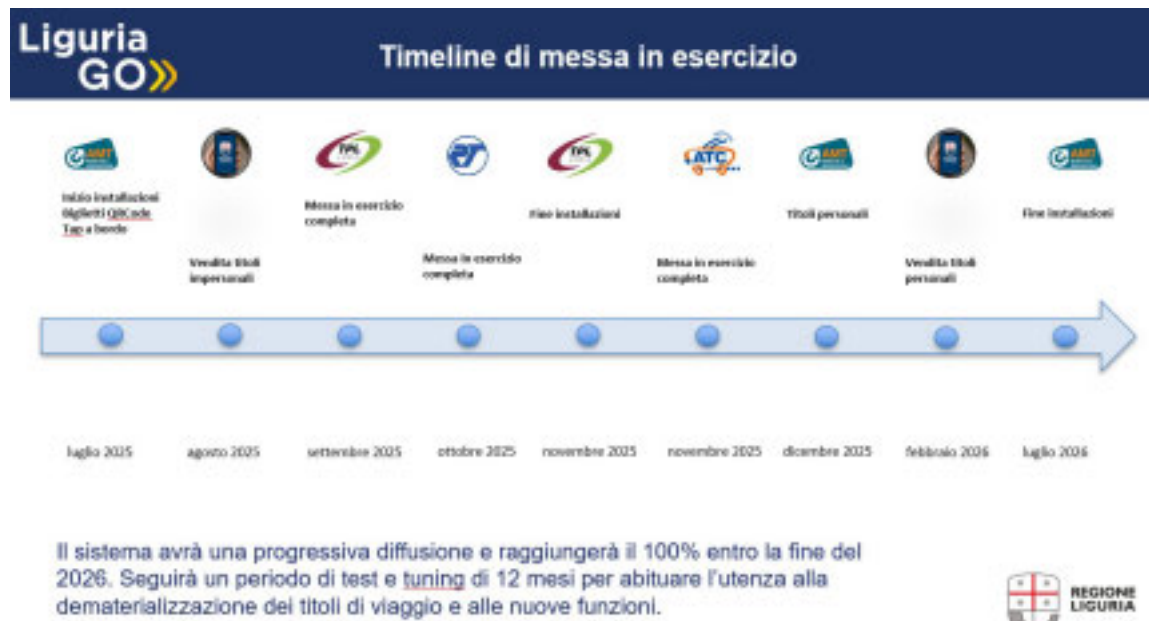 Liguria
GO»
Timeline di messa in esercizio
AMT
TPL
ATC
TPL
AMT
AMT
Inizio installazioni
Biglietti QRCode
Tap a bordo
Vendita titoli
impersonali
Messa in esercizio
completa
Messa in esercizio
completa
Fine installazioni
Messa in esercizio
completa
Titoli personali
Vendita titoli
personali
Fine installazioni
luglio 2025
agosto 2025
settembre 2025
ottobre 2025
novembre 2025
novembre 2025
dicembre 2025
febbraio 2026
luglio 2026
Il sistema avrà una progressiva diffusione e raggiungerà il 100% entro la fine del
2026. Seguirà un periodo di test e tuning di 12 mesi per abituare l'utenza alla
dematerializzazione dei titoli di viaggio e alle nuove funzioni.
REGIONE
LIGURIA